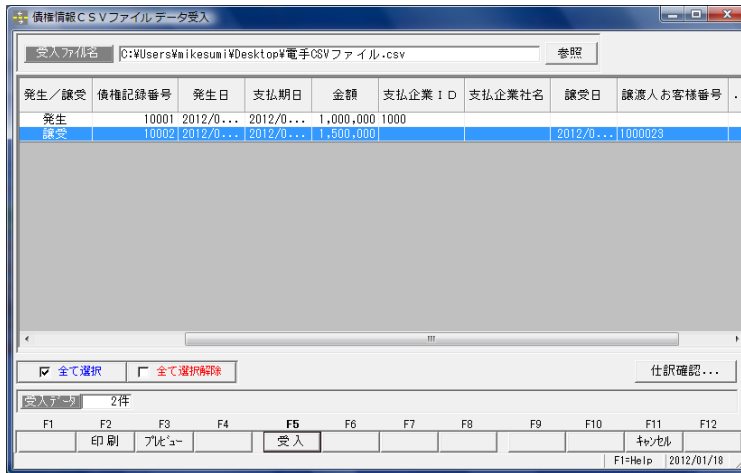 債権情報ＣＳＶファイル データ受入
受入ファイル名 C:¥Users¥mikesumi¥Desktop¥電手CSVファイル.csv 参照
発生／譲受 債権記録番号 発生日 支払期日 金額 支払企業ＩＤ 支払企業社名 譲受日 譲渡人お客様番号 .
発生 10001 2012/0... 2012/0... 1,000,000 1000
譲受 10002 2012/0... 2012/0... 1,500,000 2012/0... 1000023
全て選択 全て選択解除 仕訳確認...
受入データ 2件
F1 F2 F3 F4 F5 F6 F7 F8 F9 F10 F11 F12
印刷 プレビュー 受入 キャンセル
F1=Help 2012/01/18